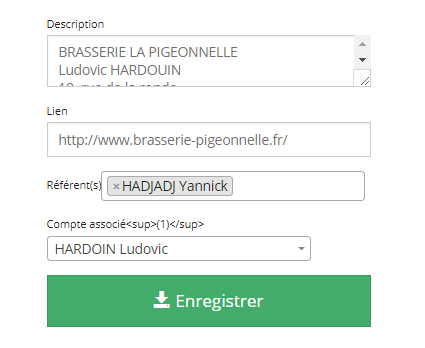 Description
BRASSERIE LA PIGEONNELLE
Ludovic HARDOUIN
Lien
http://www.brasserie-pigeonnelle.fr/
Référent(s) ×HADJADJ Yannick
Compte associé<sup>(1)</sup>
HARDOIN Ludovic
Enregistrer